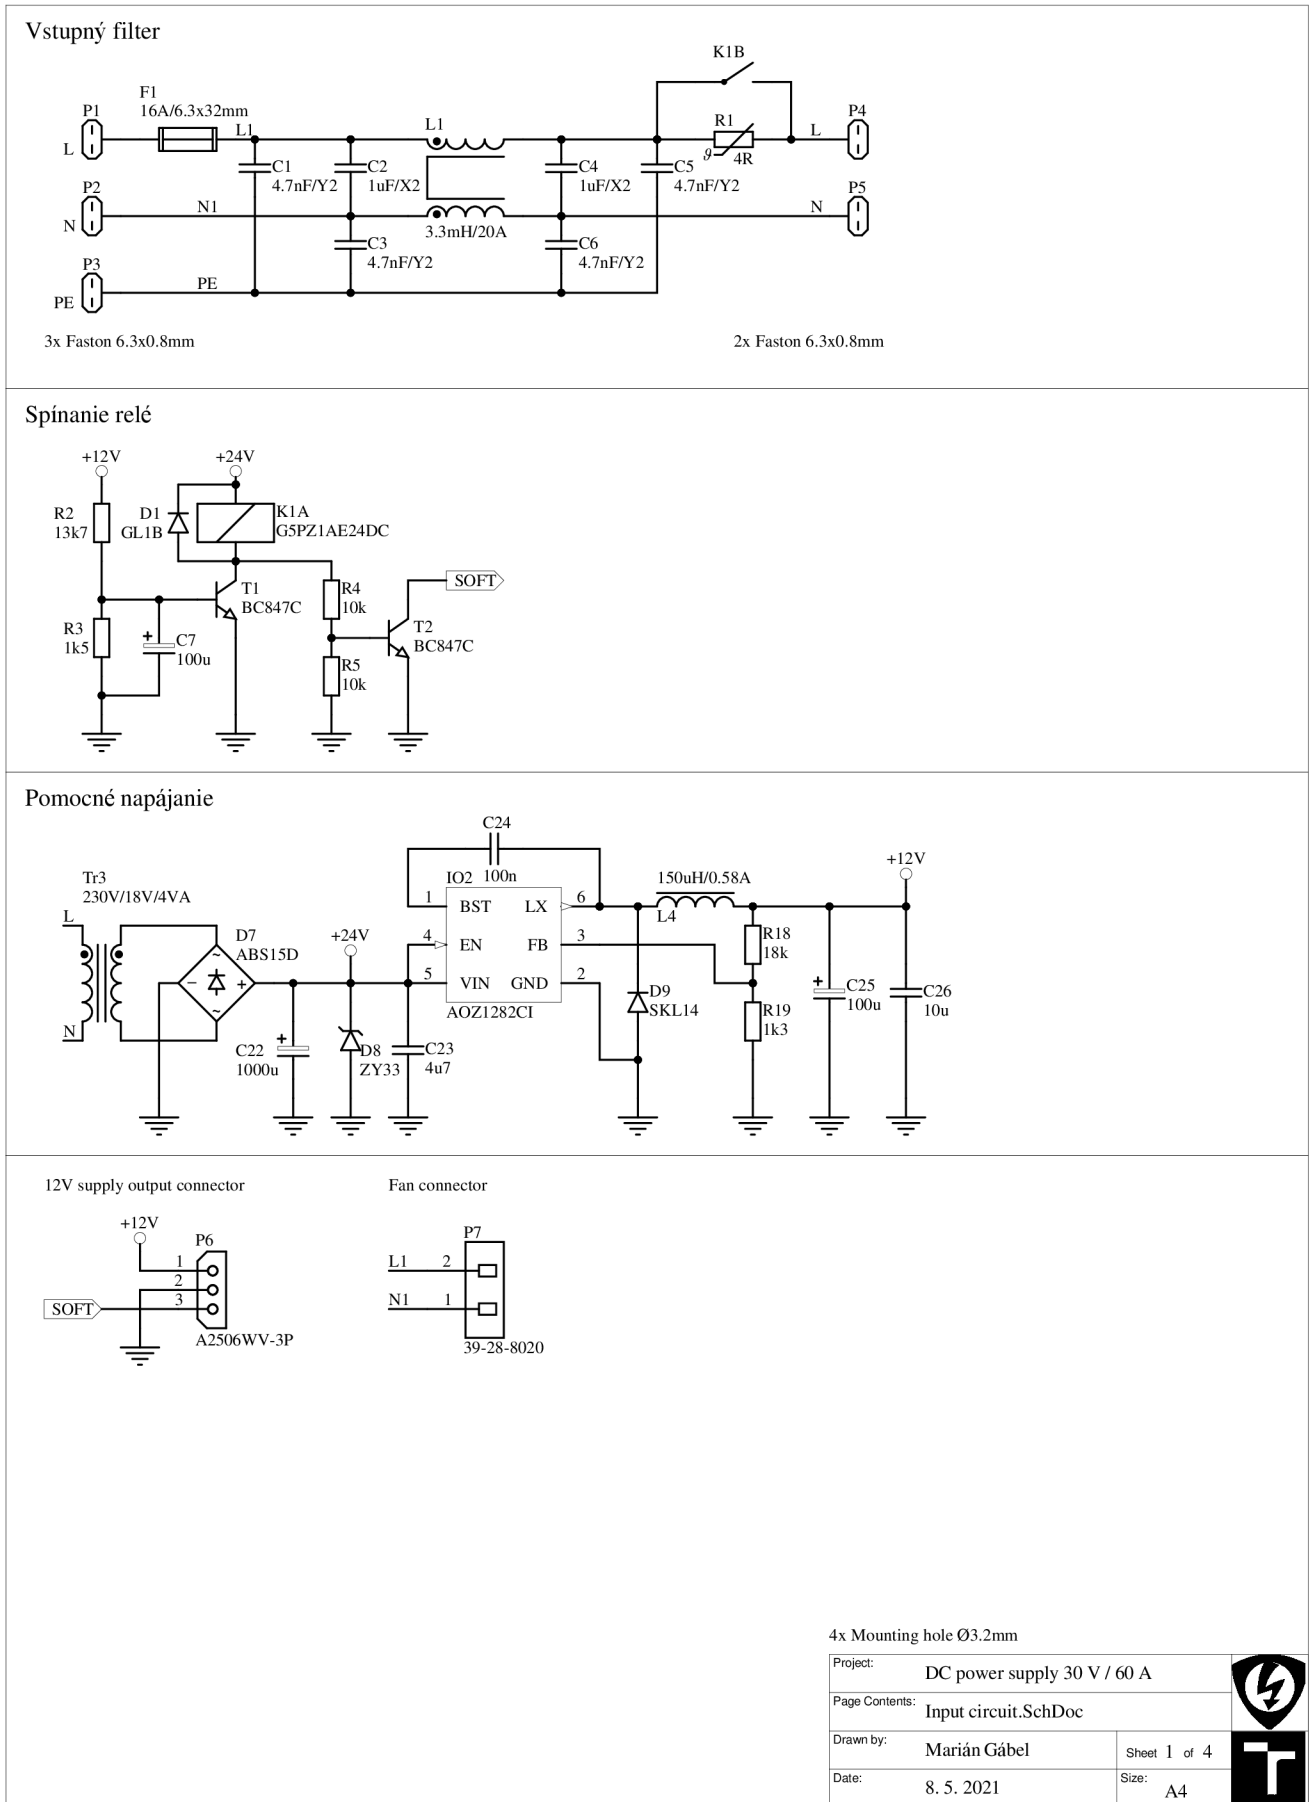 Vstupný filter
K1B
F1
16A/6.3x32mm
P1
L
L1
L1
R1
ϑ
4R
L
P4
C1
4.7nF/Y2
C2
1uF/X2
C4
1uF/X2
C5
4.7nF/Y2
P2
N
N1
3.3mH/20A
N
P5
C3
4.7nF/Y2
C6
4.7nF/Y2
P3
PE
PE
3x Faston 6.3x0.8mm
2x Faston 6.3x0.8mm
Spínanie relé
+12V
+24V
R2
13k7
D1
GL1B
K1A
G5PZ1AE24DC
T1
BC847C
R4
10k
SOFT
R3
1k5
+
C7
100u
T2
BC847C
R5
10k
Pomocné napájanie
C24
100n
Tr3
230V/18V/4VA
L
N
D7
ABS15D
~
~
−
+
+24V
IO2
1
BST
LX
6
4
EN
FB
3
5
VIN
GND
2
AOZ1282CI
150uH/0.58A
L4
+12V
R18
18k
R19
1k3
D9
SKL14
+
C25
100u
C26
10u
+
C22
1000u
D8
ZY33
C23
4u7
12V supply output connector
Fan connector
+12V
P6
1
2
3
SOFT
A2506WV-3P
P7
L1
2
N1
1
39-28-8020
4x Mounting hole Ø3.2mm
Project:
DC power supply 30 V / 60 A
Page Contents:
Input circuit.SchDoc
Drawn by:
Marián Gábel
Sheet 1 of 4
Date:
8. 5. 2021
Size:
A4